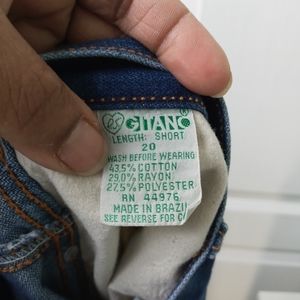 GITANO®
LENGTH: SHORT
20
WASH BEFORE WEARING
43.5% COTTON
29.0% RAYON
27.5% POLYESTER
RN 44976
MADE IN BRAZIL
SEE REVERSE FOR